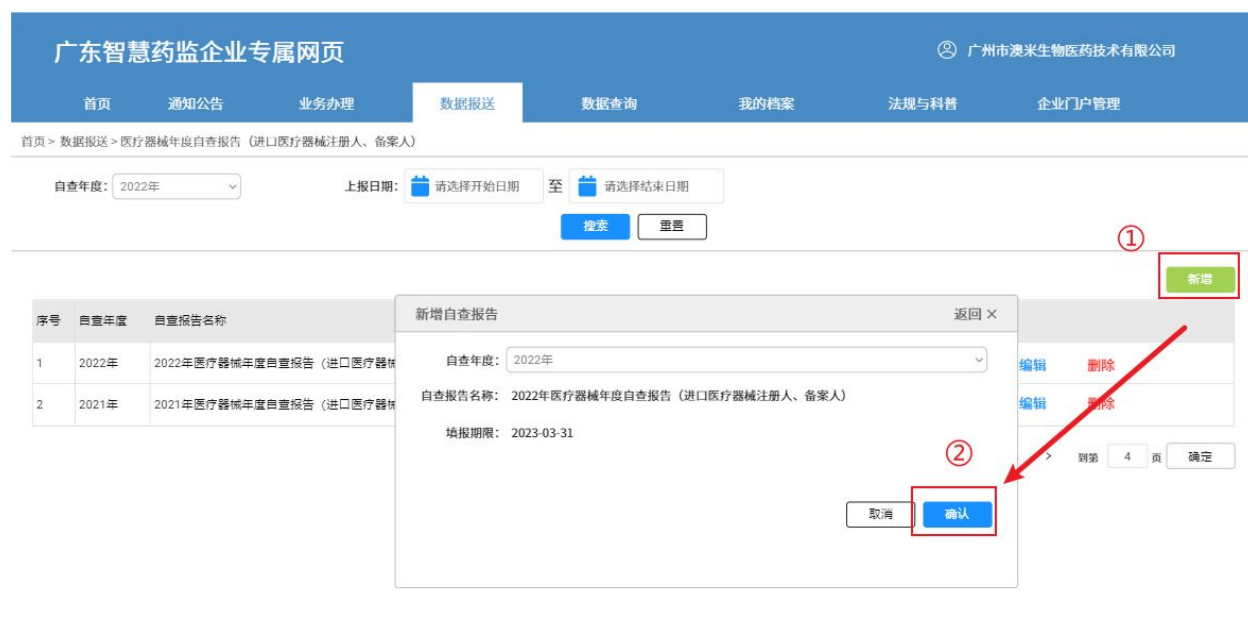 广东智慧药监企业专属网页
广州市澳米生物医药技术有限公司
首页 通知公告 业务办理 数据报送 数据查询 我的档案 法规与科普 企业门户管理
首页 > 数据报送 > 医疗器械年度自查报告（进口医疗器械注册人、备案人）
自查年度： 2022年 上报日期： 请选择开始日期 至 请选择结束日期
搜索 重置
①
新增
序号 自查年度 自查报告名称
1 2022年 2022年医疗器械年度自查报告（进口医疗器械 编辑 删除
2 2021年 2021年医疗器械年度自查报告（进口医疗器械 编辑 删除
新增自查报告 返回 ×
自查年度： 2022年
自查报告名称： 2022年医疗器械年度自查报告（进口医疗器械注册人、备案人）
填报期限： 2023-03-31
②
取消 确认
> 到第 4 页 确定